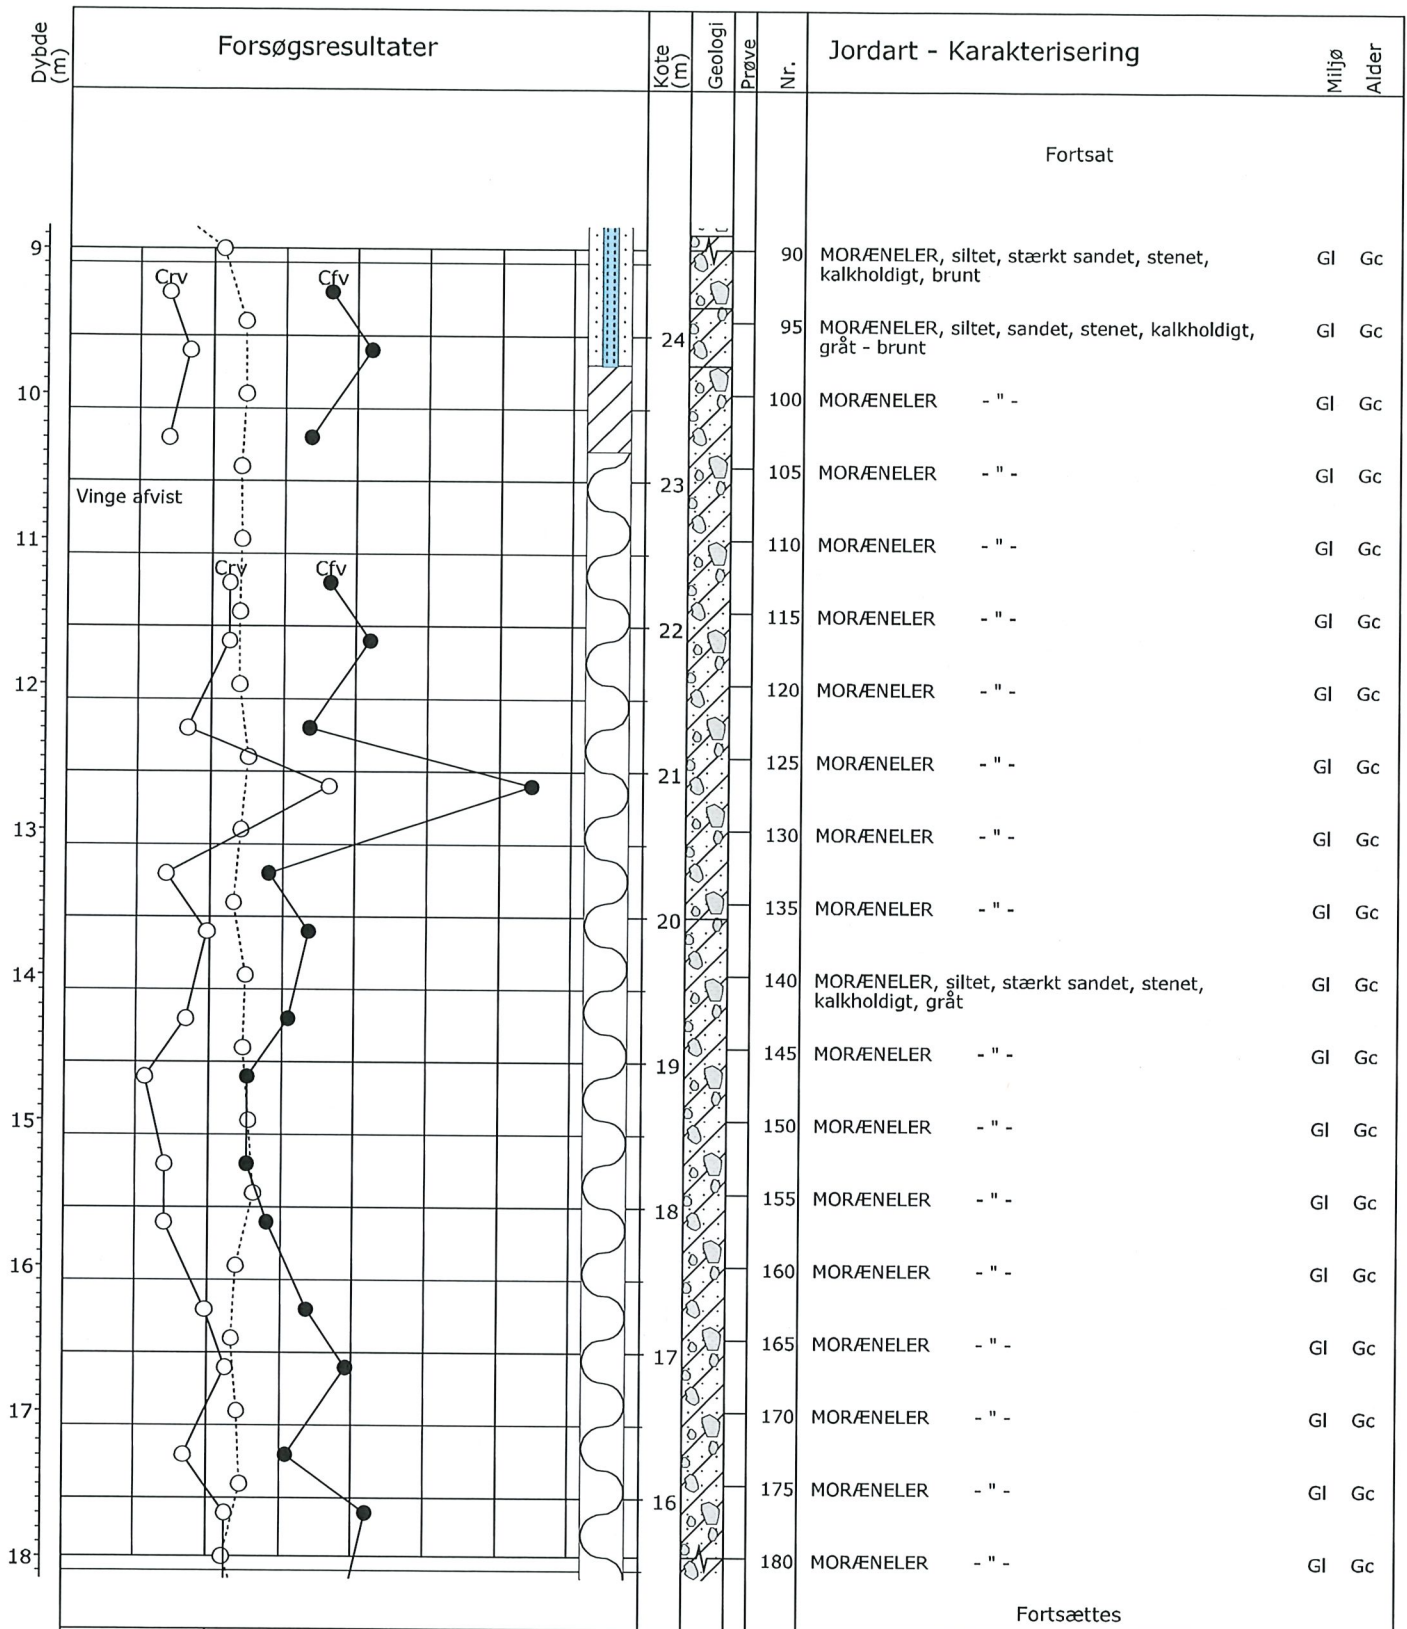 Dybde (m)
Forsøgsresultater
Kote (m)
Geologi
Prøve
Nr.
Jordart - Karakterisering
Miljø
Alder
Fortsat
9
Crv
Cfv
90 MORÆNELER, siltet, stærkt sandet, stenet, Gl Gc
kalkholdigt, brunt
24
95 MORÆNELER, siltet, sandet, stenet, kalkholdigt, Gl Gc
gråt - brunt
10
100 MORÆNELER - " - Gl Gc
23
105 MORÆNELER - " - Gl Gc
Vinge afvist
11
110 MORÆNELER - " - Gl Gc
Crv
Cfv
22
115 MORÆNELER - " - Gl Gc
12
120 MORÆNELER - " - Gl Gc
21
125 MORÆNELER - " - Gl Gc
13
130 MORÆNELER - " - Gl Gc
20
135 MORÆNELER - " - Gl Gc
14
140 MORÆNELER, siltet, stærkt sandet, stenet, Gl Gc
kalkholdigt, gråt
19
145 MORÆNELER - " - Gl Gc
15
150 MORÆNELER - " - Gl Gc
18
155 MORÆNELER - " - Gl Gc
16
160 MORÆNELER - " - Gl Gc
17
165 MORÆNELER - " - Gl Gc
17
170 MORÆNELER - " - Gl Gc
16
175 MORÆNELER - " - Gl Gc
18
180 MORÆNELER - " - Gl Gc
Fortsættes